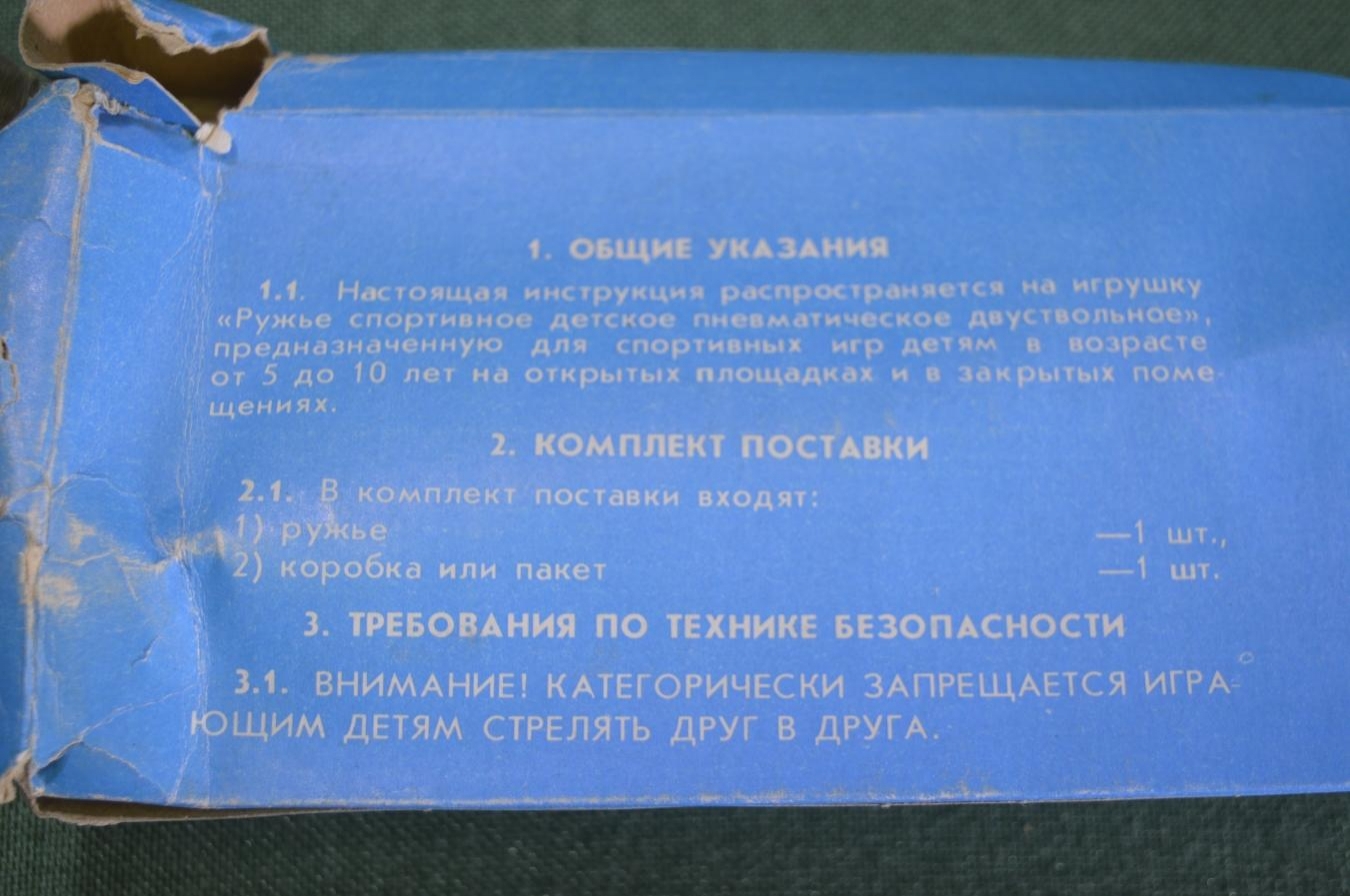 1. ОБЩИЕ УКАЗАНИЯ
1.1. Настоящая инструкция распространяется на игрушку
«Ружье спортивное детское пневматическое двуствольное»,
предназначенную для спортивных игр детям в возрасте
от 5 до 10 лет на открытых площадках и в закрытых поме-
щениях.
2. КОМПЛЕКТ ПОСТАВКИ
2.1. В комплект поставки входят:
1) ружье —1 шт.,
2) коробка или пакет —1 шт.
3. ТРЕБОВАНИЯ ПО ТЕХНИКЕ БЕЗОПАСНОСТИ
3.1. ВНИМАНИЕ! КАТЕГОРИЧЕСКИ ЗАПРЕЩАЕТСЯ ИГРА-
ЮЩИМ ДЕТЯМ СТРЕЛЯТЬ ДРУГ В ДРУГА.